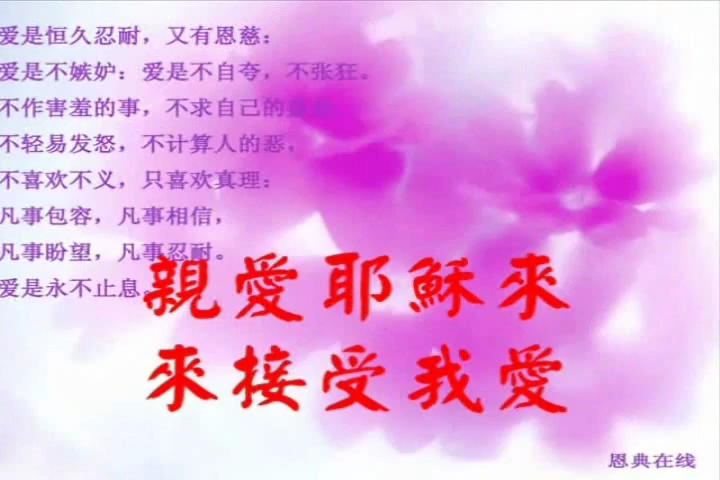 爱是恒久忍耐，又有恩慈：
爱是不嫉妒：爱是不自夸，不张狂。
不作害羞的事，不求自己的
不轻易发怒，不计算人的恶，
不喜欢不义，只喜欢真理：
凡事包容，凡事相信，
凡事盼望，凡事忍耐。
爱是永不止息。
親愛耶穌來
來接受我愛
恩典在线